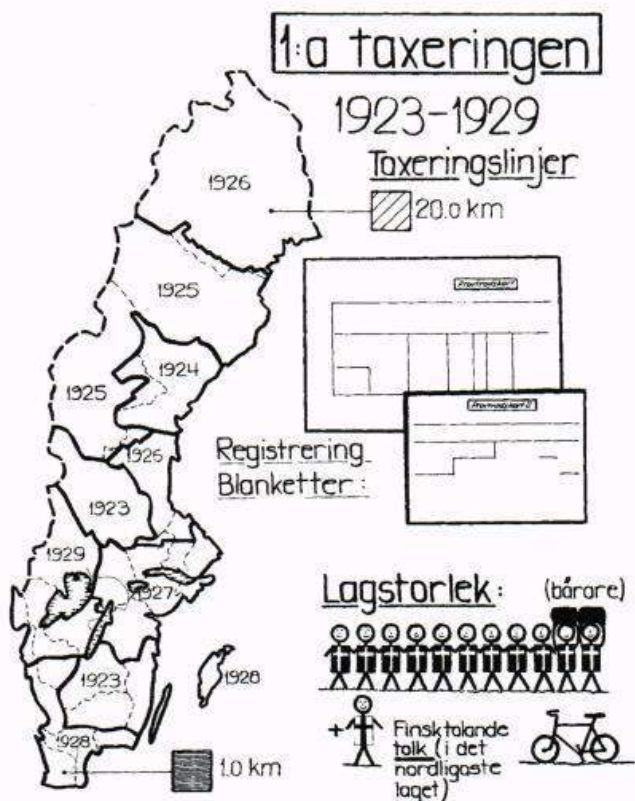 1:a taxeringen
1923-1929
Taxeringslinjer
20.0 km
1926
1925
1924
1925
1926
1923
1929
1927
1923
1928
1928
1.0 km
Registrering
Blanketter:
Lagstorlek: (bårare)
+ Finsktalande
tolk (i det
nordligaste
laget)